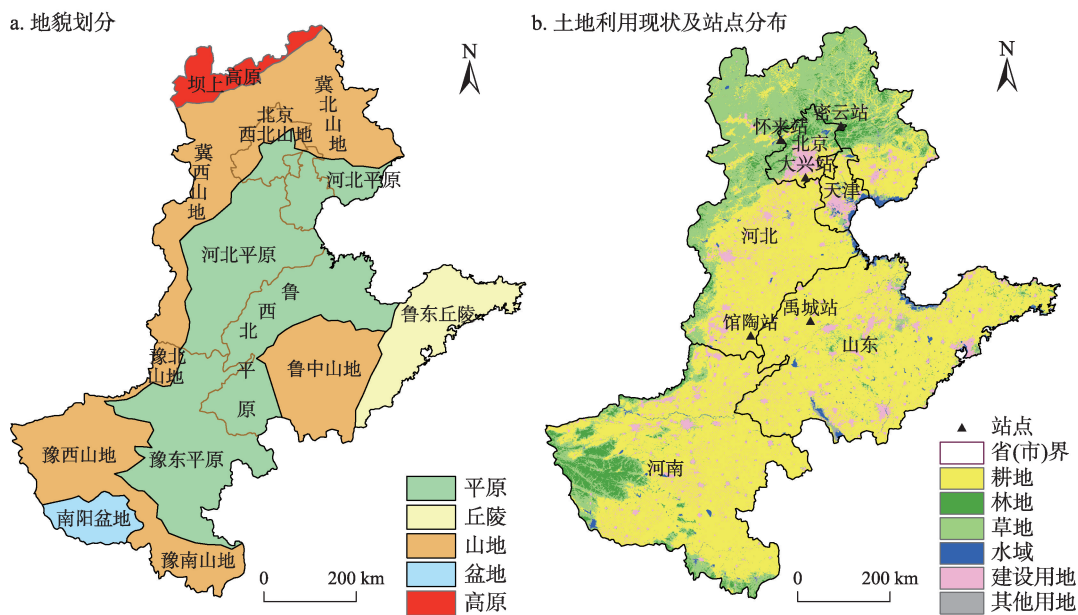 a. 地貌划分
N
坝上高原
冀北山地
北京
西北山地
冀西山地
河北平原
河北平原
鲁西北平原
鲁东丘陵
鲁中山地
豫北
山地
豫西山地
豫东平原
南阳盆地
豫南山地
平原
丘陵
山地
盆地
高原
0 200 km
b. 土地利用现状及站点分布
N
密云站
怀来站
北京
大兴站
天津
河北
禹城站
馆陶站
山东
河南
站点
省(市)界
耕地
林地
草地
水域
建设用地
其他用地
0 200 km